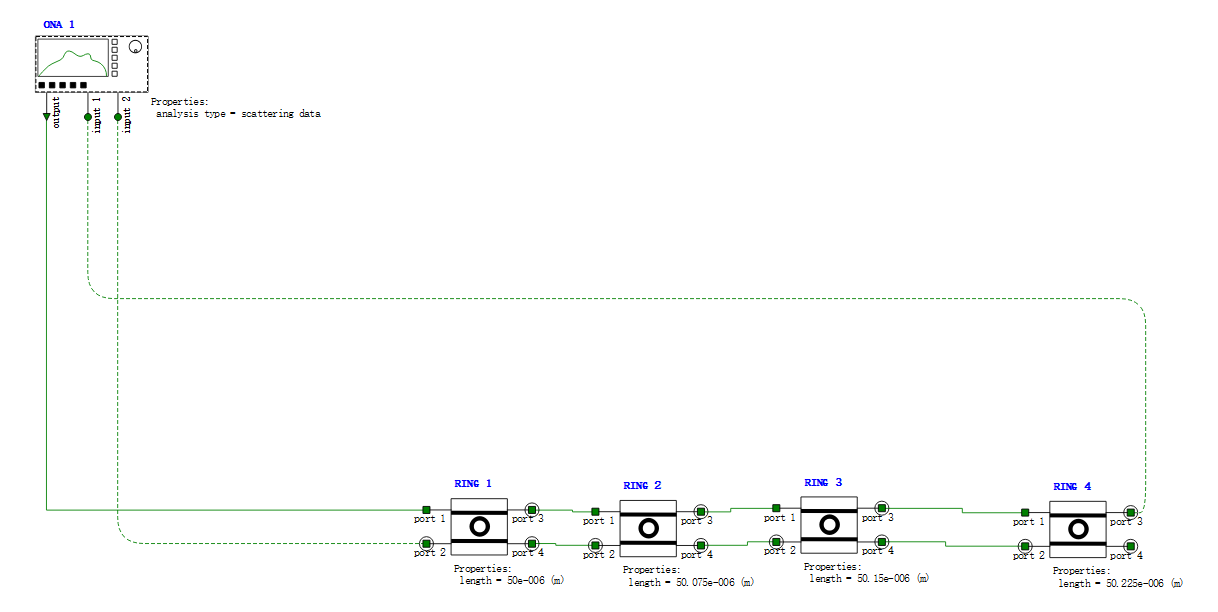 ONA 1
output
input 1
input 2
Properties:
analysis type = scattering data
RING 1
port 1
port 3
port 2
port 4
Properties:
length = 50e-006 (m)
RING 2
port 1
port 3
port 2
port 4
Properties:
length = 50.075e-006 (m)
RING 3
port 1
port 3
port 2
port 4
Properties:
length = 50.15e-006 (m)
RING 4
port 1
port 3
port 2
port 4
Properties:
length = 50.225e-006 (m)